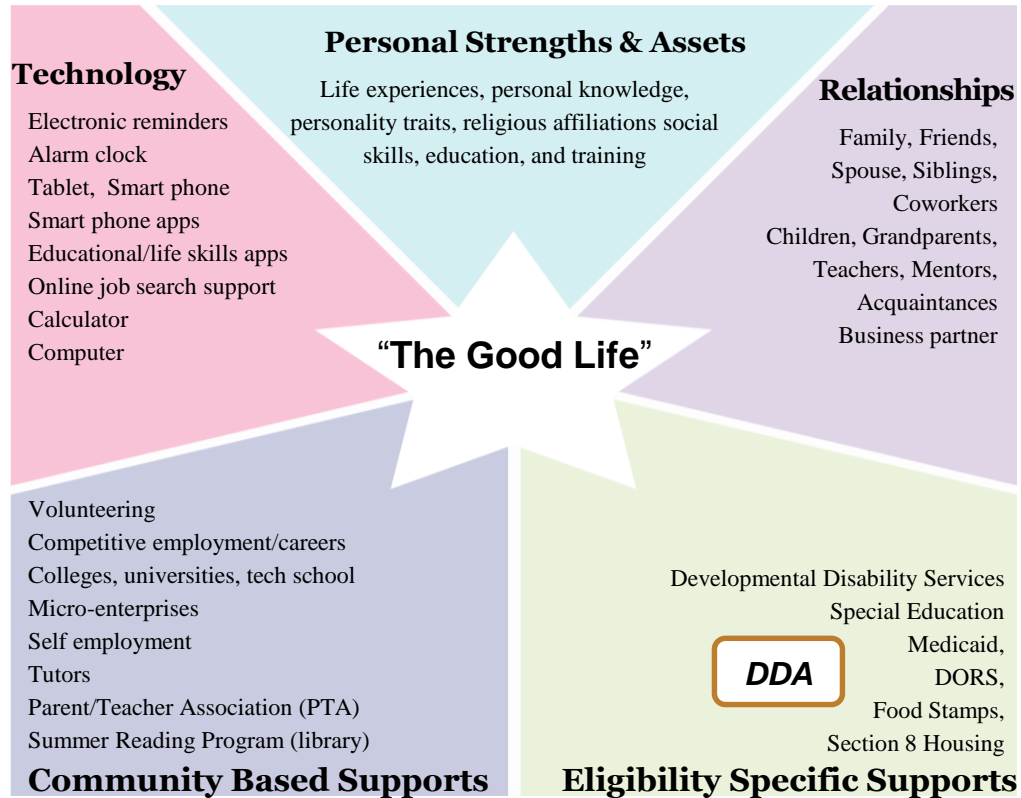 Personal Strengths & Assets
Life experiences, personal knowledge,
personality traits, religious affiliations social
skills, education, and training
Technology
Electronic reminders
Alarm clock
Tablet, Smart phone
Smart phone apps
Educational/life skills apps
Online job search support
Calculator
Computer
Relationships
Family, Friends,
Spouse, Siblings,
Coworkers
Children, Grandparents,
Teachers, Mentors,
Acquaintances
Business partner
“The Good Life”
Volunteering
Competitive employment/careers
Colleges, universities, tech school
Micro-enterprises
Self employment
Tutors
Parent/Teacher Association (PTA)
Summer Reading Program (library)
Community Based Supports
Developmental Disability Services
Special Education
Medicaid,
DORS,
Food Stamps,
Section 8 Housing
DDA
Eligibility Specific Supports